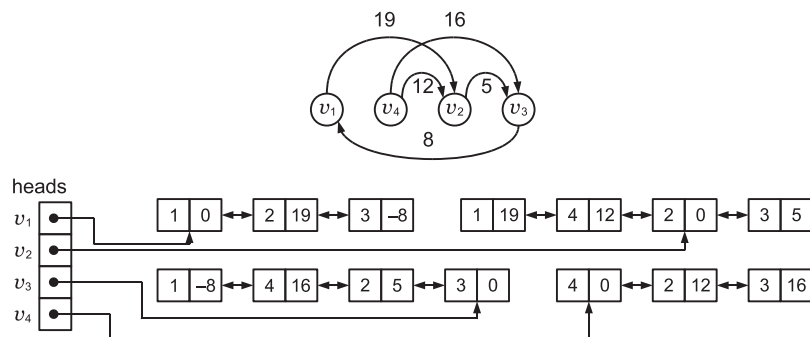 19 16
12 5
v₁ v₄ v₂ v₃
8
heads
v₁ 1 0 2 19 3 –8 1 19 4 12 2 0 3 5
v₂
v₃ 1 –8 4 16 2 5 3 0 4 0 2 12 3 16
v₄